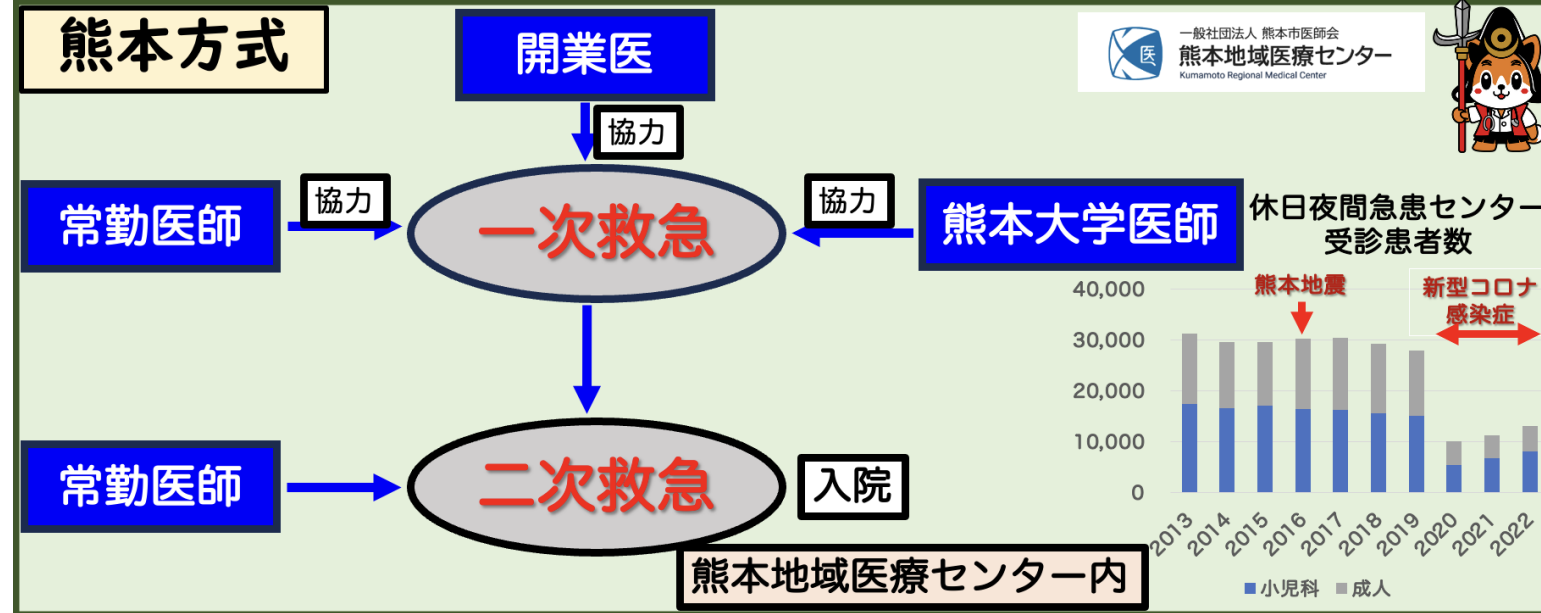 熊本方式
開業医
一般社団法人 熊本市医師会
熊本地域医療センター
Kumamoto Regional Medical Center
医
協力
常勤医師
協力
一次救急
協力
熊本大学医師
休日夜間急患センター
受診患者数
熊本地震
新型コロナ
感染症
40,000
30,000
20,000
10,000
0
2013 2014 2015 2016 2017 2018 2019 2020 2021 2022
小児科 成人
常勤医師
二次救急
入院
熊本地域医療センター内